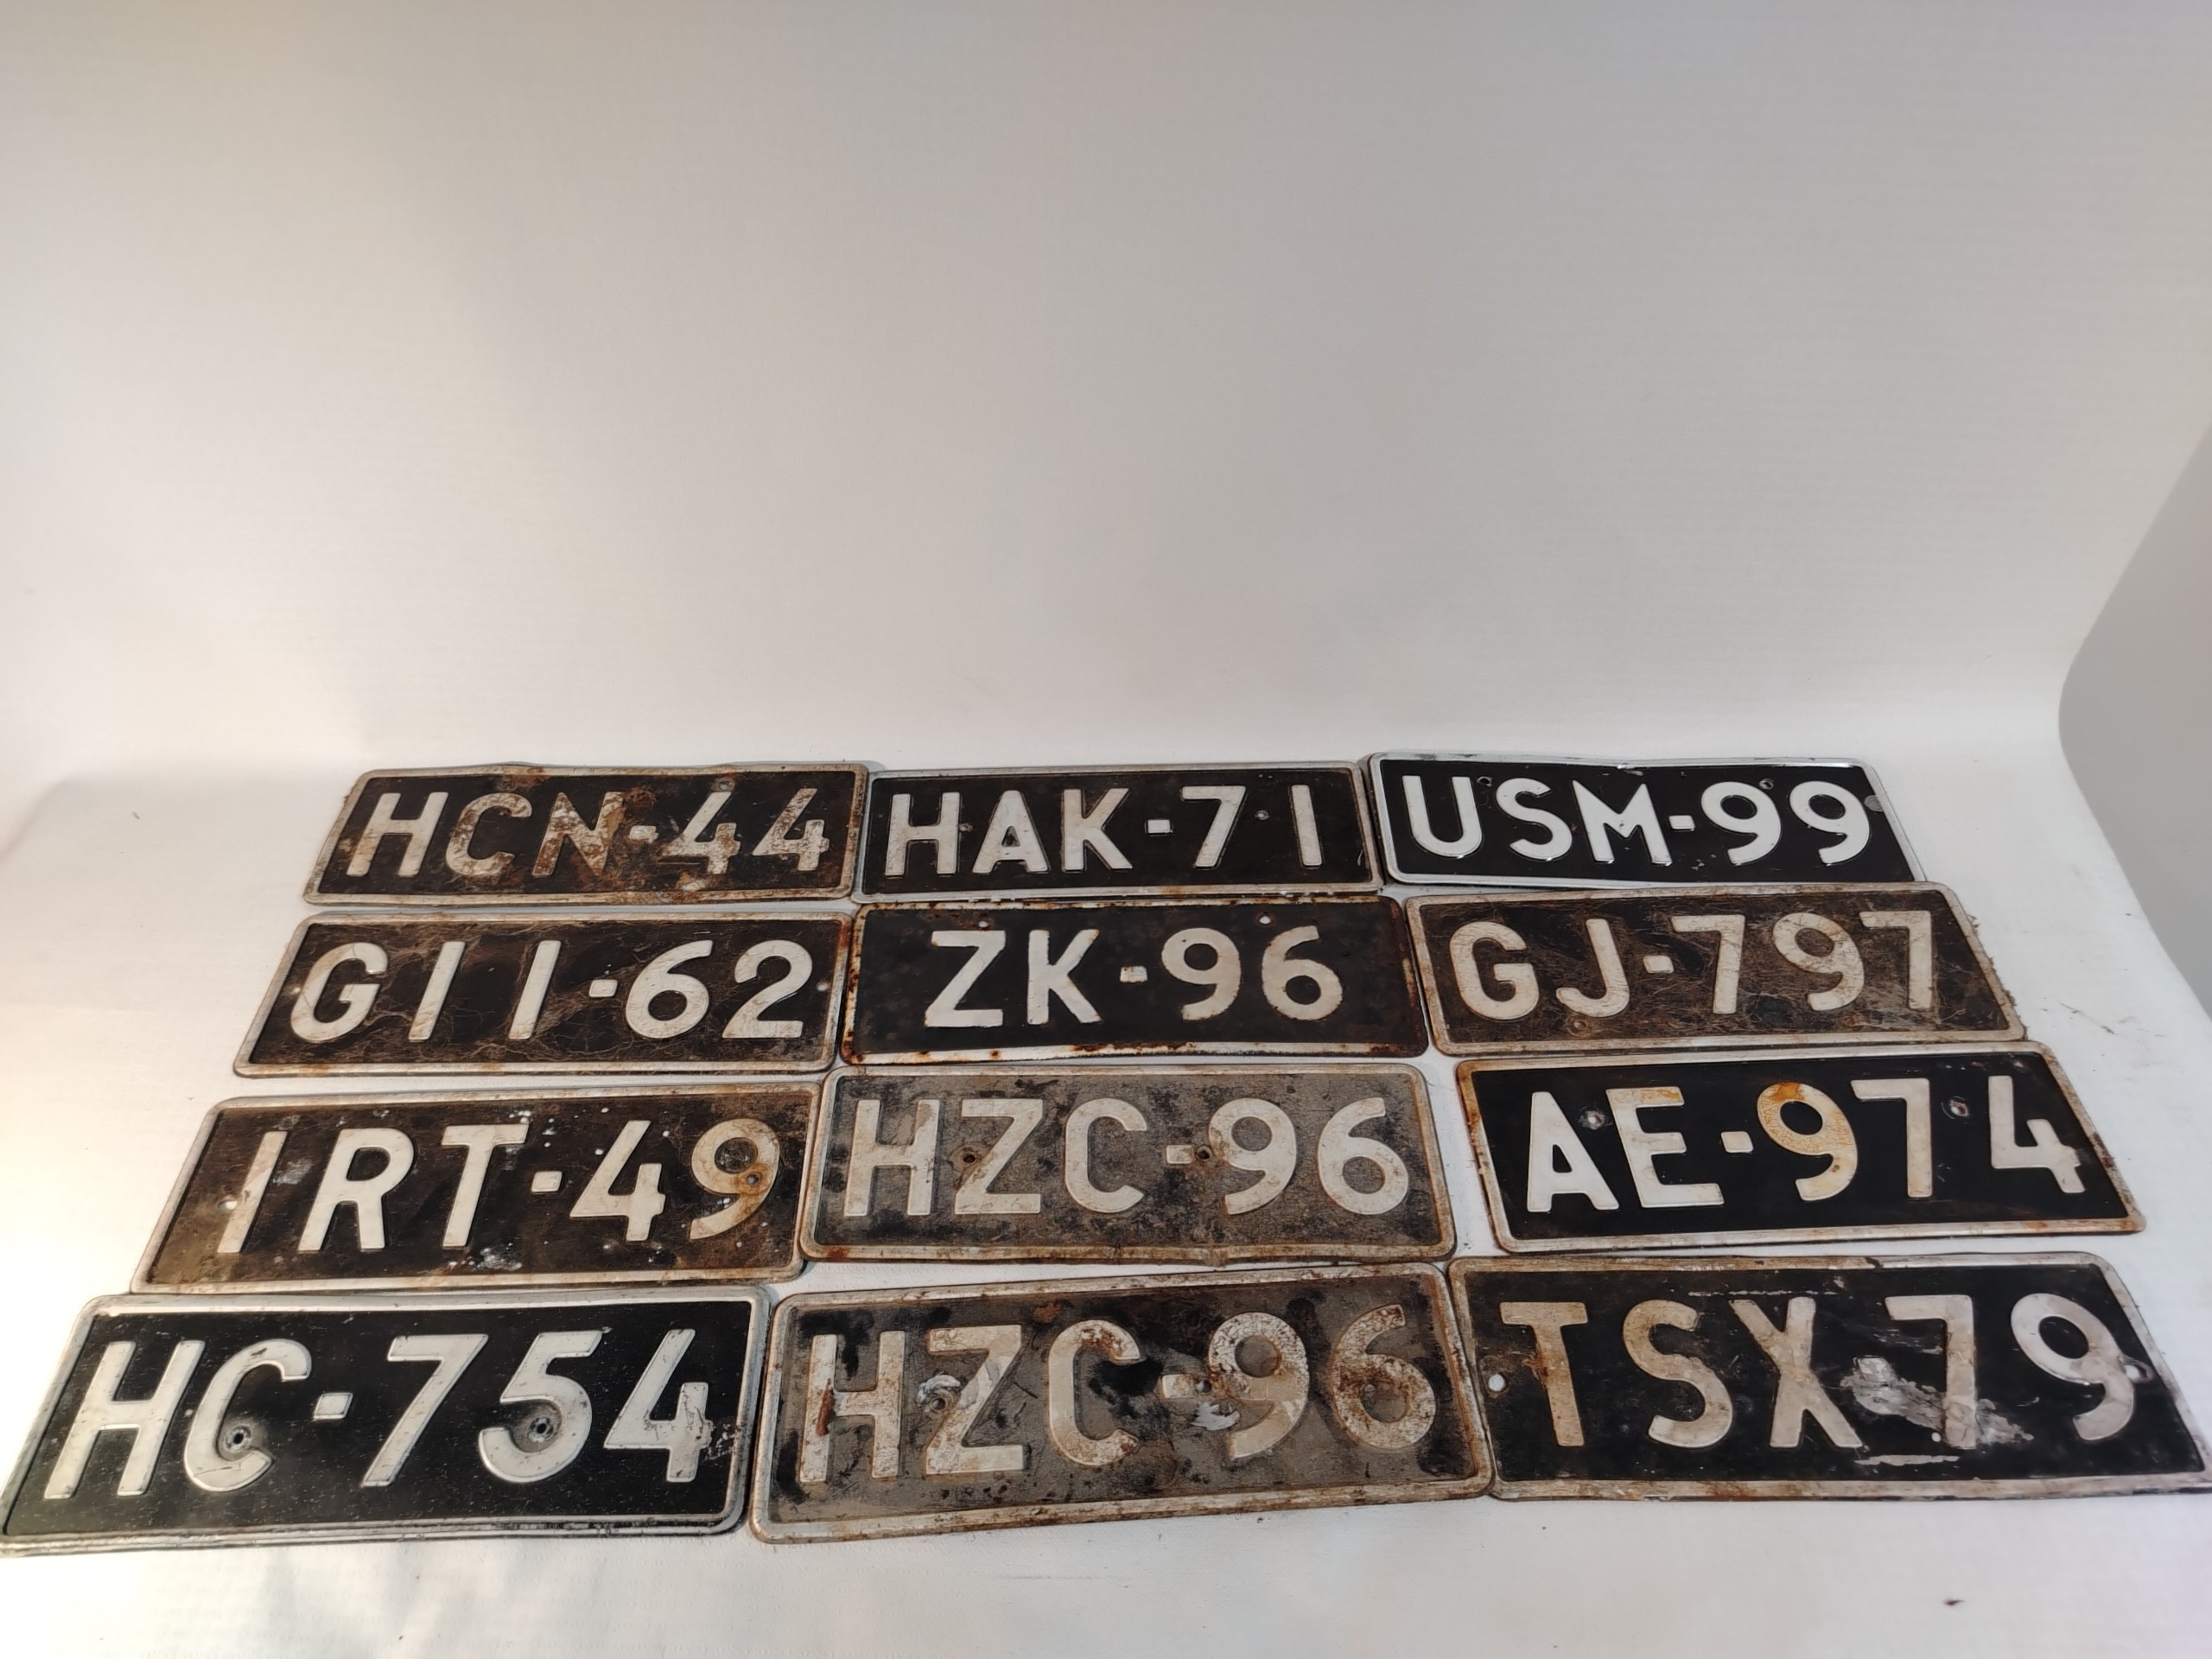 HCN-44
HAK-71
USM-99
GII-62
ZK-96
GJ-797
IRT-49
HZC-96
AE-974
HC-754
HZC-96
TSX-79